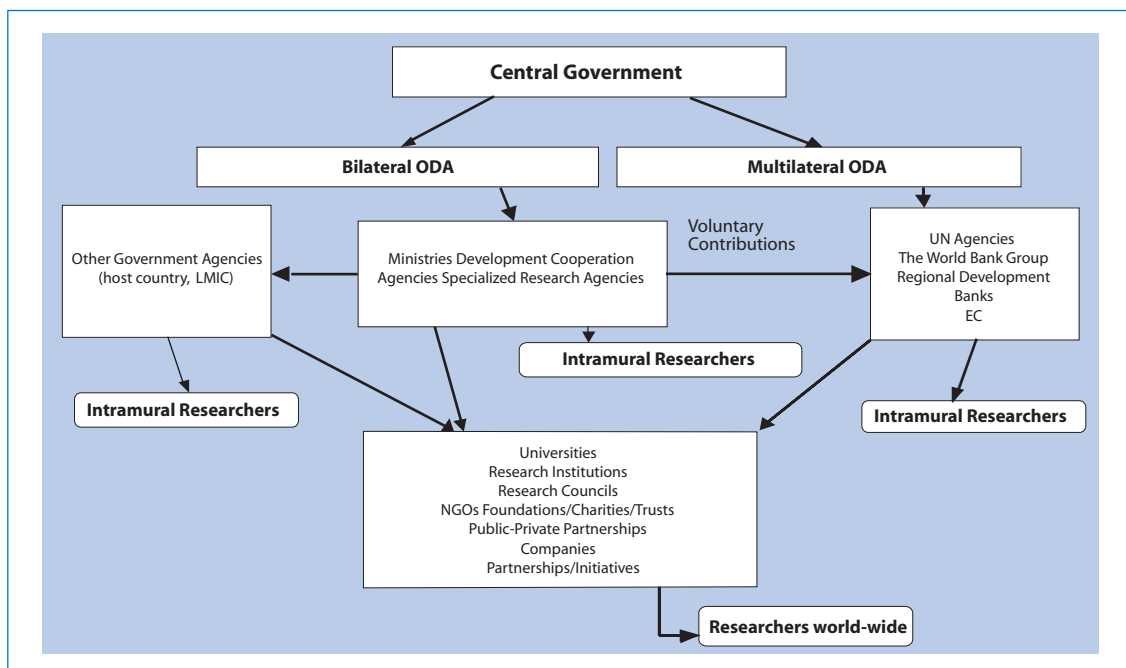 Central Government
Bilateral ODA
Multilateral ODA
Other Government Agencies
(host country, LMIC)
Ministries Development Cooperation
Agencies Specialized Research Agencies
Voluntary
Contributions
UN Agencies
The World Bank Group
Regional Development
Banks
EC
Intramural Researchers
Intramural Researchers
Intramural Researchers
Universities
Research Institutions
Research Councils
NGOs Foundations/Charities/Trusts
Public-Private Partnerships
Companies
Partnerships/Initiatives
Researchers world-wide